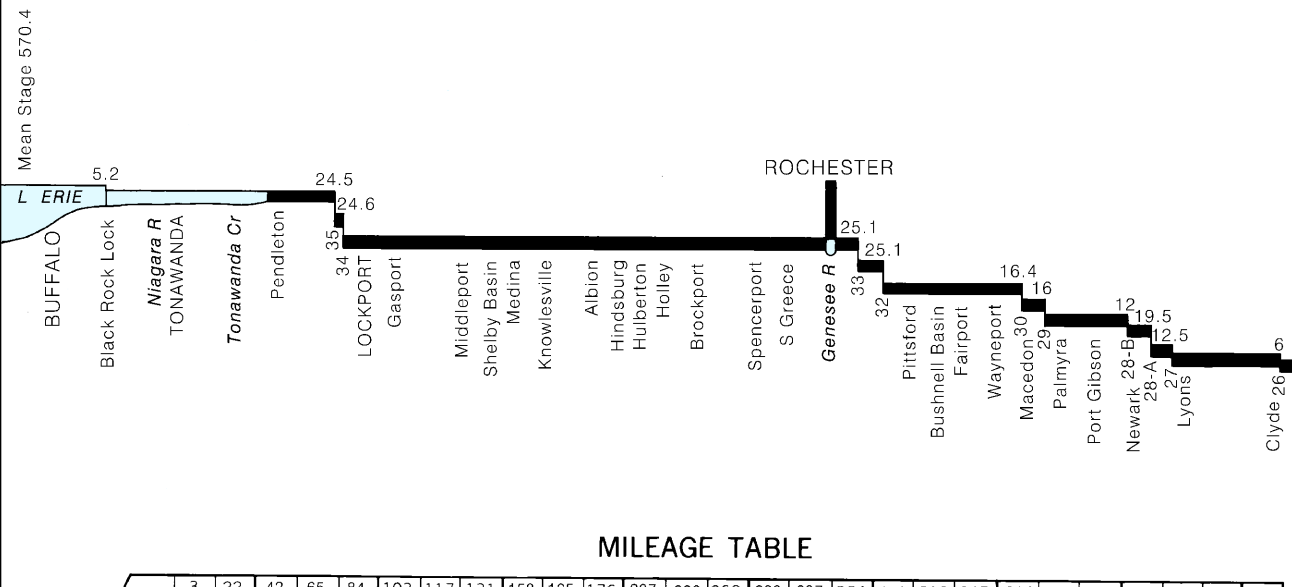 Mean Stage 570.4
ROCHESTER
5.2
24.5
24.6
25.1
25.1
16.4
16
12
19.5
12.5
6
L ERIE
BUFFALO
Black Rock Lock
Niagara R
TONAWANDA
Tonawanda Cr
Pendleton
35
34
LOCKPORT
Gasport
Middleport
Shelby Basin
Medina
Knowlesville
Albion
Hindsburg
Hulberton
Holley
Brockport
Spencerport
S Greece
Genesee R
33
32
Pittsford
Bushnell Basin
Fairport
Wayneport
30
Macedon
29
Palmyra
Port Gibson
28-B
Newark
28-A
27
Lyons
26
Clyde
MILEAGE TABLE